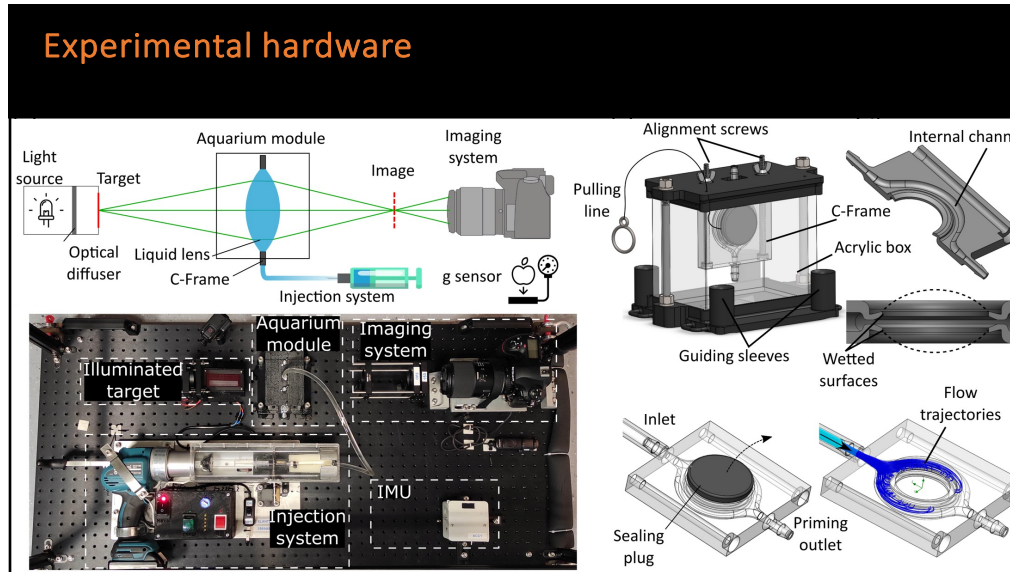 Experimental hardware
Aquarium module
Imaging
system
Light
source
Target
Image
Optical
diffuser
Liquid lens
C-Frame
Injection system
g sensor
Alignment screws
Pulling
line
C-Frame
Acrylic box
Guiding sleeves
Internal chann
Wetted
surfaces
Aquarium
module
Imaging
system
Illuminated
target
IMU
Injection
system
Inlet
Sealing
plug
Priming
outlet
Flow
trajectories